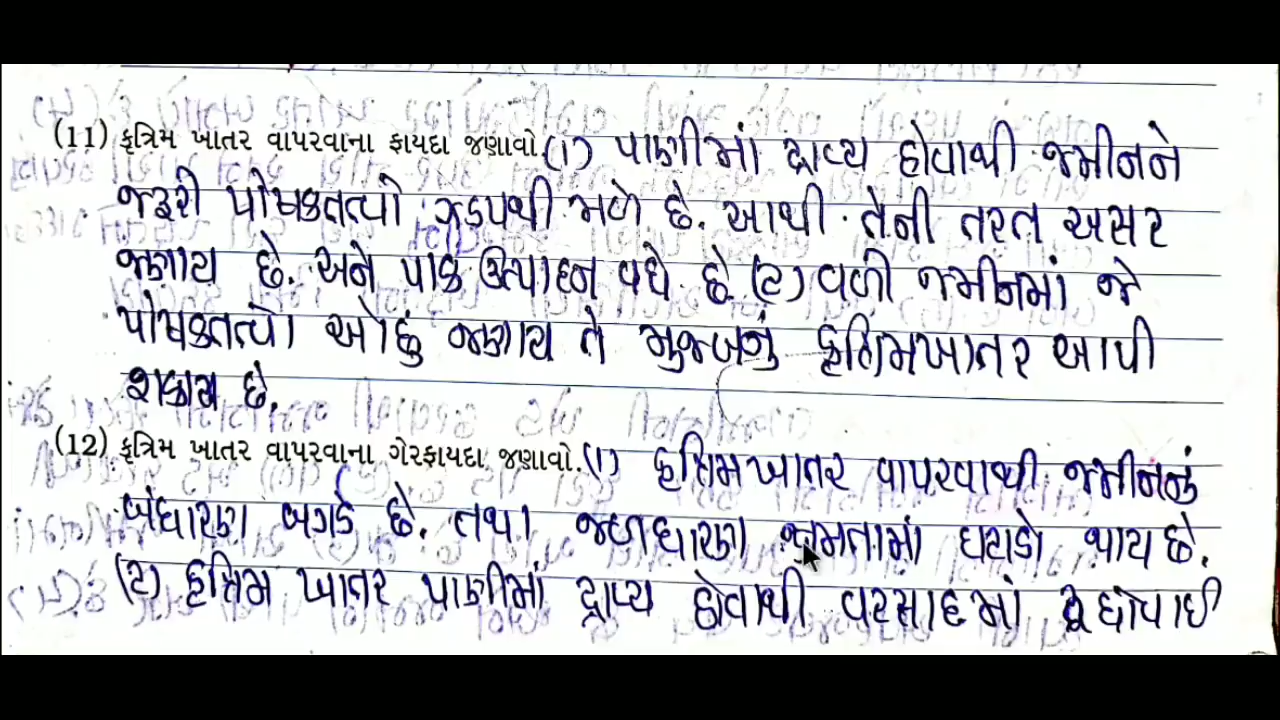 (11) કૃત્રિમ ખાતર વાપરવાના ફાયદા જણાવો. (1) પાણીમાં દ્રાવ્ય હોવાથી જમીનને
જરૂરી પોષકતત્વો ઝડપથી મળે છે. આથી તેની તરત અસર
જણાય છે. અને પાક ઉત્પાદન વધે છે (2) વળી જમીનમાં જે
પોષકતત્વો ઓછું જણાય તે મુજબનું કૃત્રિમખાતર આપી
શકાય છે.
(12) કૃત્રિમ ખાતર વાપરવાના ગેરફાયદા જણાવો. (1) કૃત્રિમખાતર વાપરવાથી જમીનનું
બંધારણ બગડે છે. તથા જળધારણ ક્ષમતામાં ઘટાડો થાય છે.
(2) કૃત્રિમ ખાતર પાણીમાં દ્રાવ્ય હોવાથી વરસાદમાં ધોવાઈ